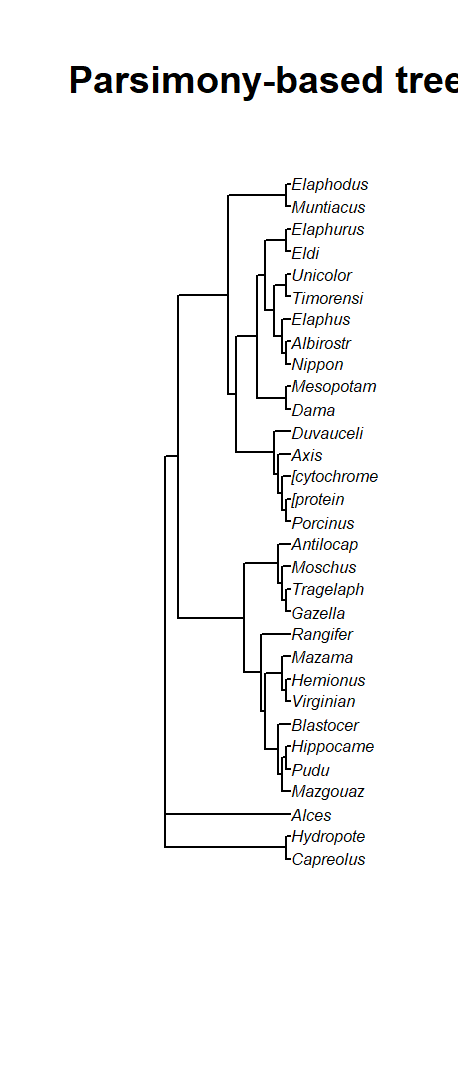 Parsimony-based tree
Elaphodus
Muntiacus
Elaphurus
Eldi
Unicolor
Timorensi
Elaphus
Albirostr
Nippon
Mesopotam
Dama
Duvauceli
Axis
[cytochrome
[protein
Porcinus
Antilocap
Moschus
Tragelaph
Gazella
Rangifer
Mazama
Hemionus
Virginian
Blastocer
Hippocame
Pudu
Mazgouaz
Alces
Hydropote
Capreolus